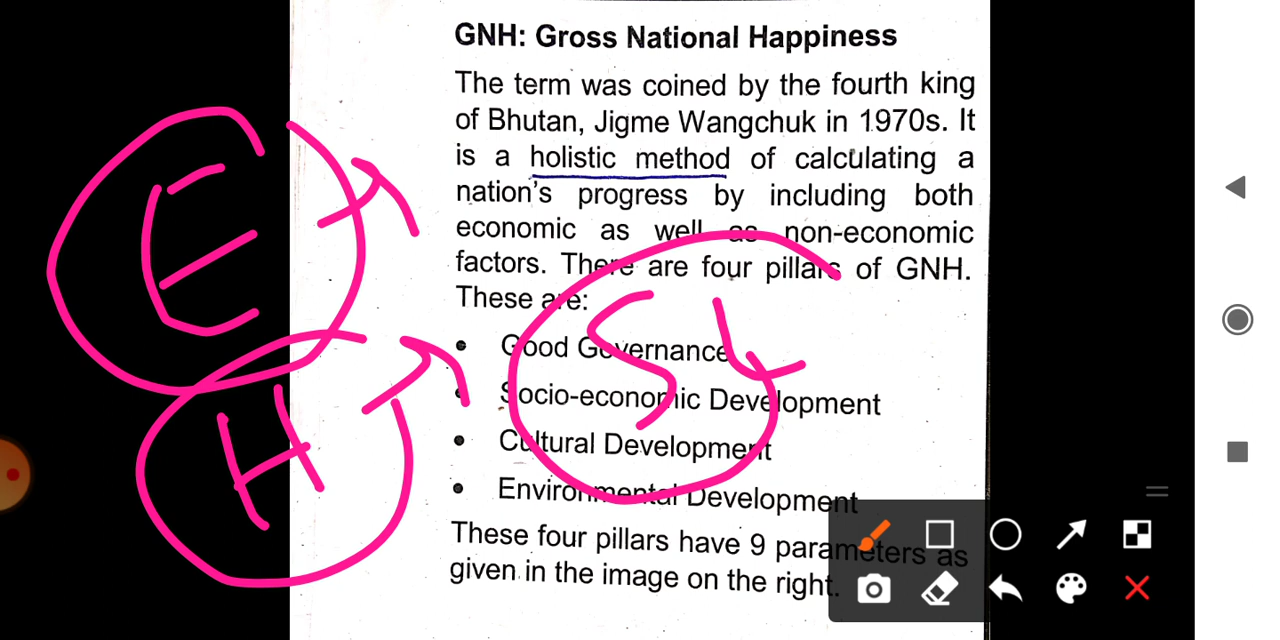 GNH: Gross National Happiness
The term was coined by the fourth king
of Bhutan, Jigme Wangchuk in 1970s. It
is a holistic method of calculating a
nation's progress by including both
economic as well as non-economic
factors. There are four pillars of GNH.
These are:
• Good Governance
• Socio-economic Development
• Cultural Development
• Environmental Development
These four pillars have 9 parameters as
given in the image on the right.
E
H